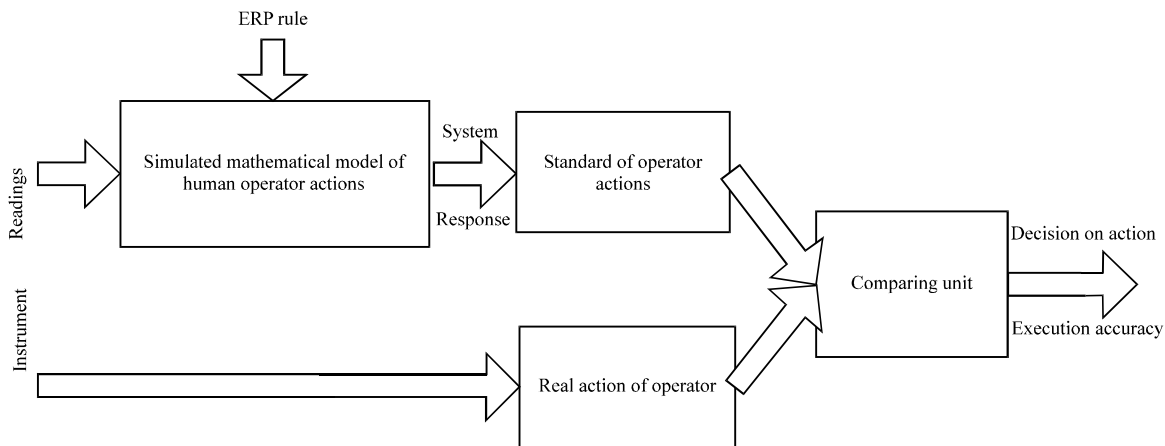 ERP rule
Readings
Simulated mathematical model of
human operator actions
System
Response
Standard of operator
actions
Instrument
Real action of operator
Comparing unit
Decision on action
Execution accuracy